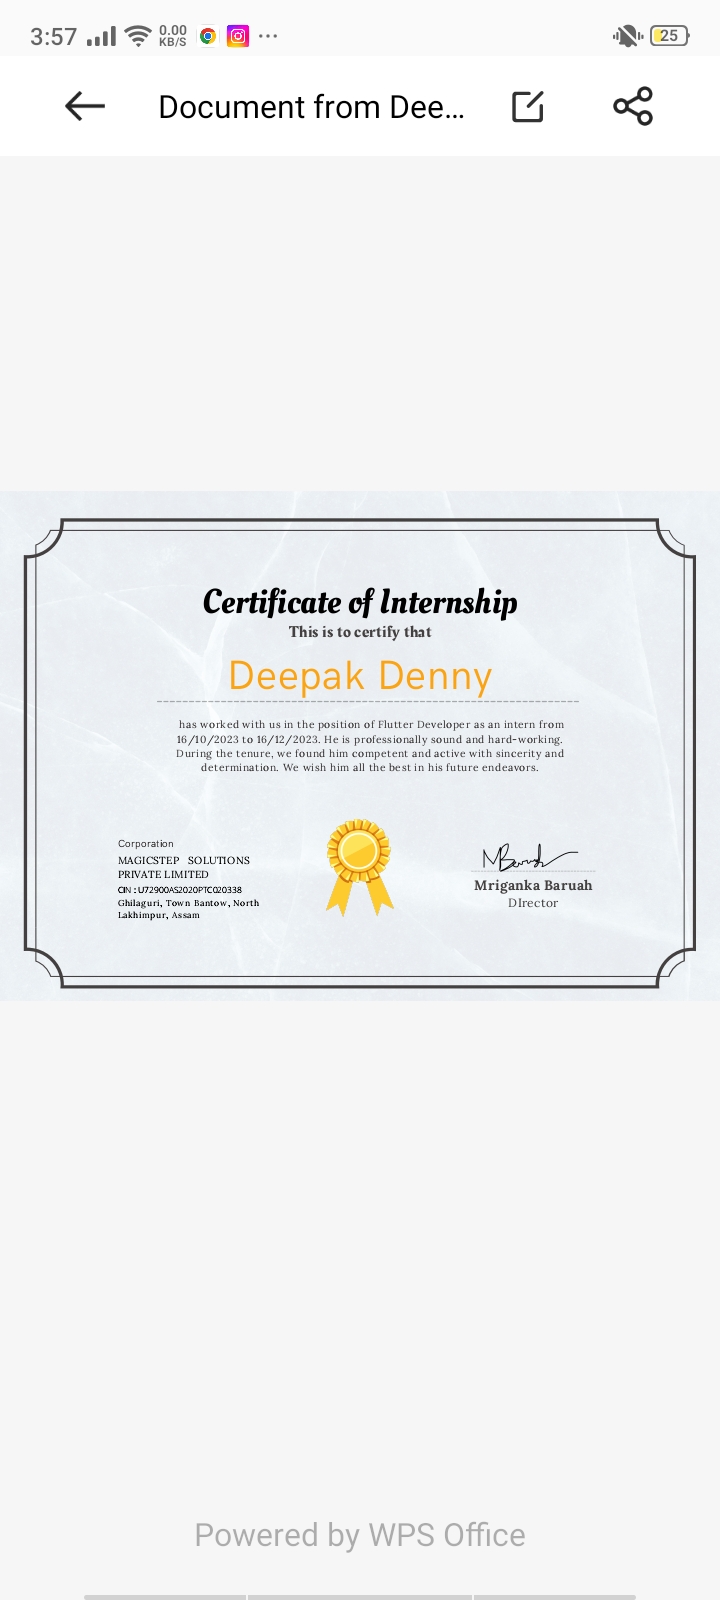 3:57 0.00 KB/S ... 25
Document from Dee...
Certificate of Internship
This is to certify that
Deepak Denny
has worked with us in the position of Flutter Developer as an intern from
16/10/2023 to 16/12/2023. He is professionally sound and hard-working.
During the tenure, we found him competent and active with sincerity and
determination. We wish him all the best in his future endeavors.
Corporation
MAGICSTEP SOLUTIONS
PRIVATE LIMITED
CIN : U72900AS2020PTC020338
Ghilaguri, Town Bantow, North
Lakhimpur, Assam
MBaruah
Mriganka Baruah
DIrector
Powered by WPS Office